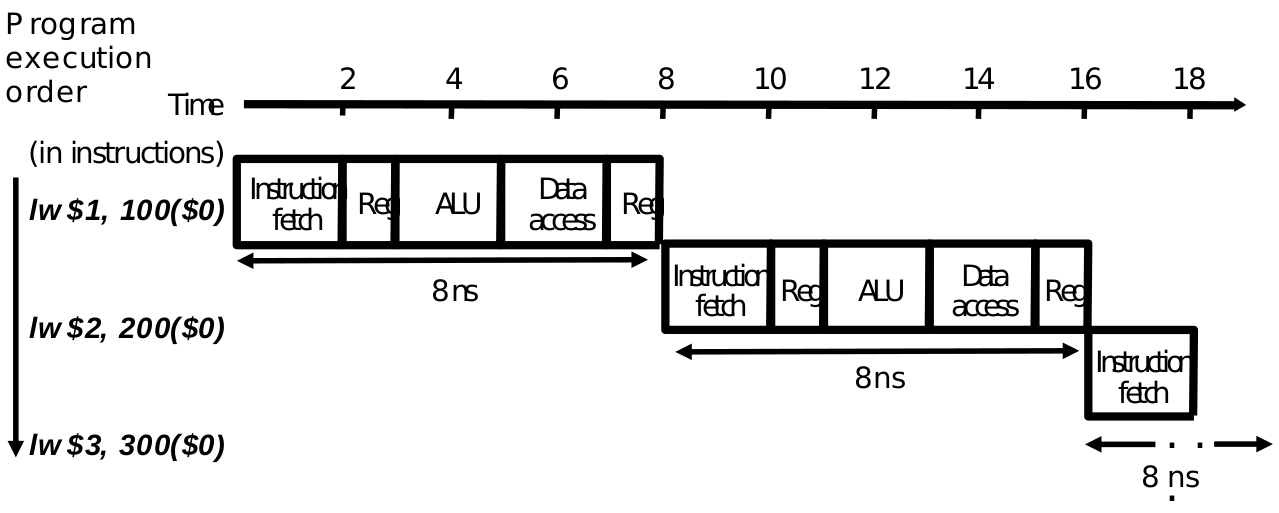 Program
execution
order
Time
2 4 6 8 10 12 14 16 18
(in instructions)
lw $1, 100($0)
Instruction
fetch
Reg
ALU
Data
access
Reg
8 ns
lw $2, 200($0)
Instruction
fetch
Reg
ALU
Data
access
Reg
8 ns
lw $3, 300($0)
Instruction
fetch
. .
8 ns
.